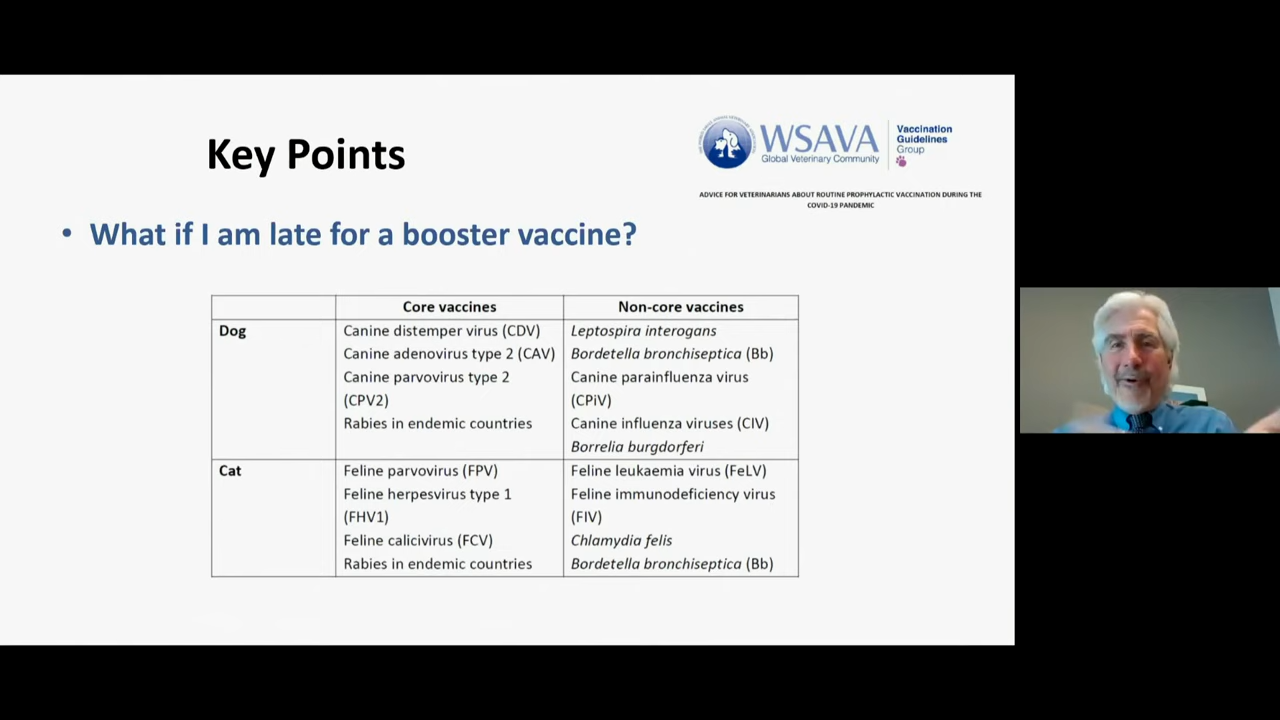 Key Points
WSAVA
Global Veterinary Community
Vaccination
Guidelines
Group
ADVICE FOR VETERINARIANS ABOUT ROUTINE PROPHYLACTIC VACCINATION DURING THE
COVID-19 PANDEMIC
• What if I am late for a booster vaccine?
Core vaccines Non-core vaccines
Dog Canine distemper virus (CDV) Leptospira interogans
Canine adenovirus type 2 (CAV) Bordetella bronchiseptica (Bb)
Canine parvovirus type 2 Canine parainfluenza virus
(CPV2) (CPiV)
Rabies in endemic countries Canine influenza viruses (CIV)
Borrelia burgdorferi
Cat Feline parvovirus (FPV) Feline leukaemia virus (FeLV)
Feline herpesvirus type 1 Feline immunodeficiency virus
(FHV1) (FIV)
Feline calicivirus (FCV) Chlamydia felis
Rabies in endemic countries Bordetella bronchiseptica (Bb)